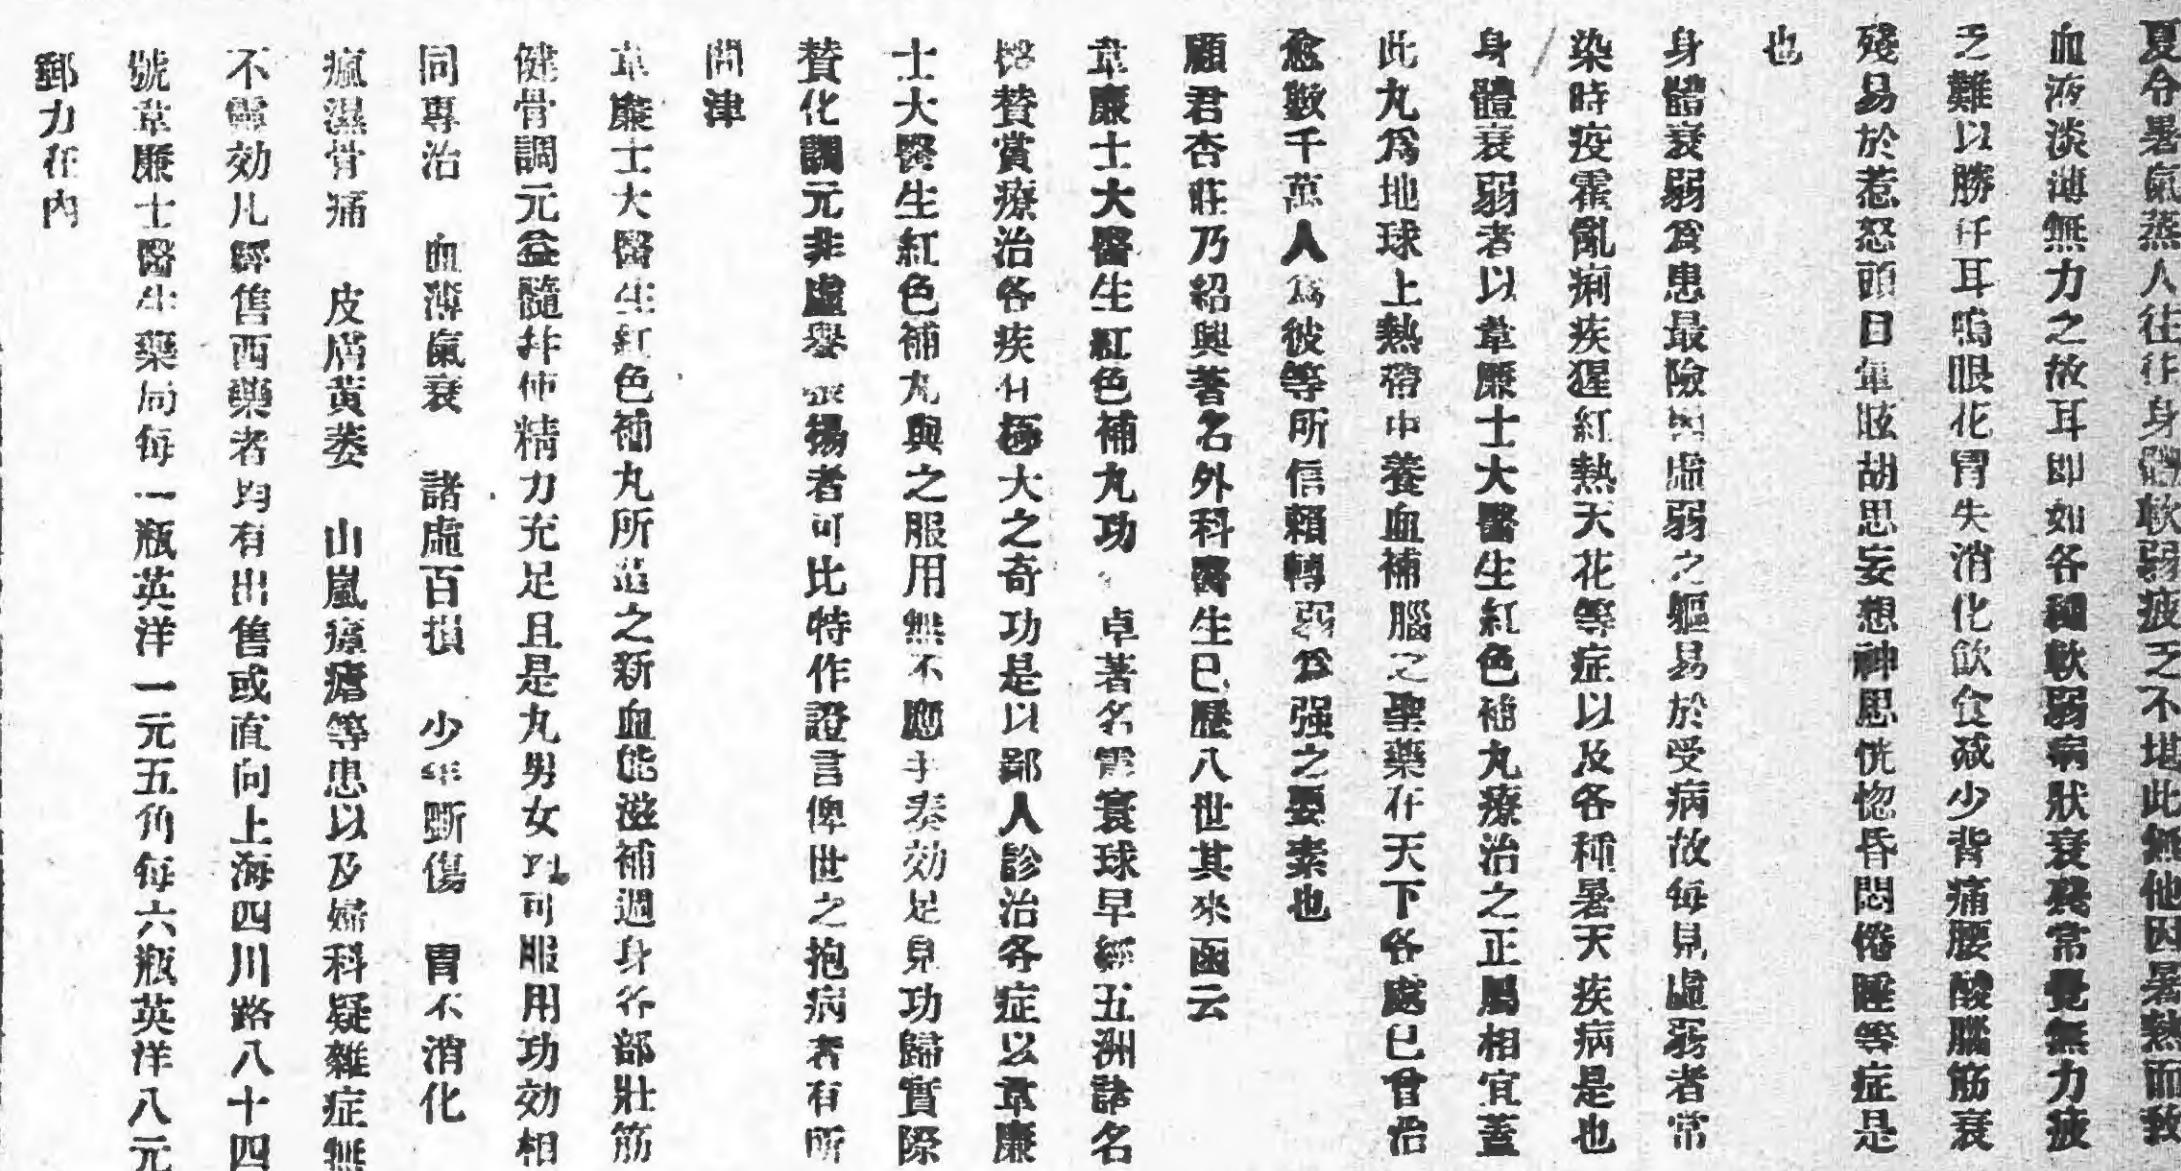 夏令暑氣蒸人往往身體軟弱疲乏不堪此無他因暑熱而致
血液淡薄無力之故耳即如各種軟弱病狀衰弱常覺無力疲
乏難以勝任耳鳴眼花胃失消化飲食减少背痛腰酸腦筋衰
殘易於惹怒頭目暈眩胡思妄想神思恍惚昏悶倦睡等症是
也
身體衰弱爲患最險因虛弱之軀易於受病故每見虛弱者常
染時疫霍亂痢疾猩紅熱天花等症以及各種暑天疾病是也
身體衰弱者以韋廉士大醫生紅色補丸療治之正屬相宜蓋
此丸爲地球上熱帶中養血補腦之聖藥在天下各處已曾治
愈數千萬人爲彼等所信賴轉弱爲强之要素也
顧君杏莊乃紹興著名外科醫生已歷八世其來函云
韋廉士大醫生紅色補丸功 卓著名震寰球早經五洲諸名
醫贊賞療治各疾有極大之奇功是以鄙人診治各症以韋廉
士大醫生紅色補丸與之服用無不應手奏効足見功歸實際
贊化調元非虛譽 揚者可比特作證言俾世之抱病者有所
問津
韋廉士大醫生紅色補丸所造之新血能滋補週身各部壯筋
健骨調元益髓并使精力充足且是丸男女均可服用功効相
同專治 血薄氣衰 諸虛百損 少年斲傷 胃不消化
瘋濕骨痛 皮膚黃萎 山嵐瘴瘧等患以及婦科疑難症無
不靈効凡經售西藥者均有出售或直向上海四川路八十四
號韋廉士醫生藥局每一瓶英洋一元五角每六瓶英洋八元
郵力在內